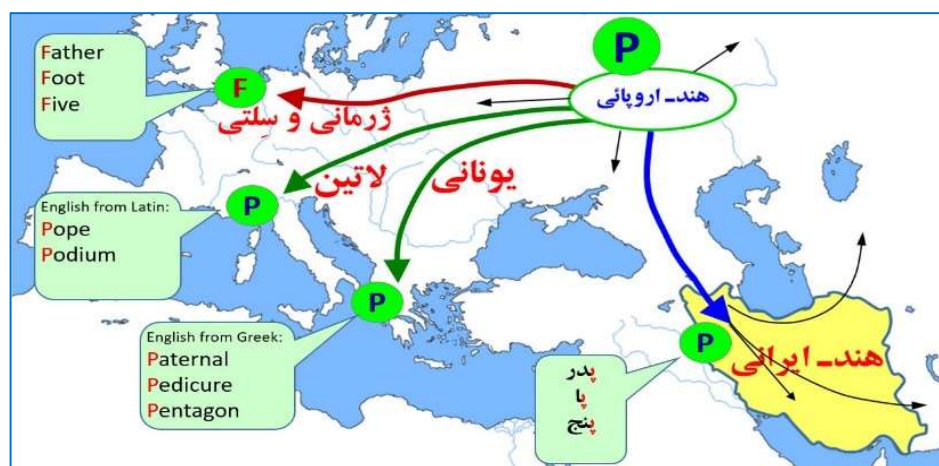 Father
Foot
Five
F
P
هند-اروپائی
ژرمانی و سلتی
لاتین
یونانی
English from Latin:
Pope
Podium
P
English from Greek:
Paternal
Pedicure
Pentagon
P
پدر
پا
پنج
P
هند-ایرانی